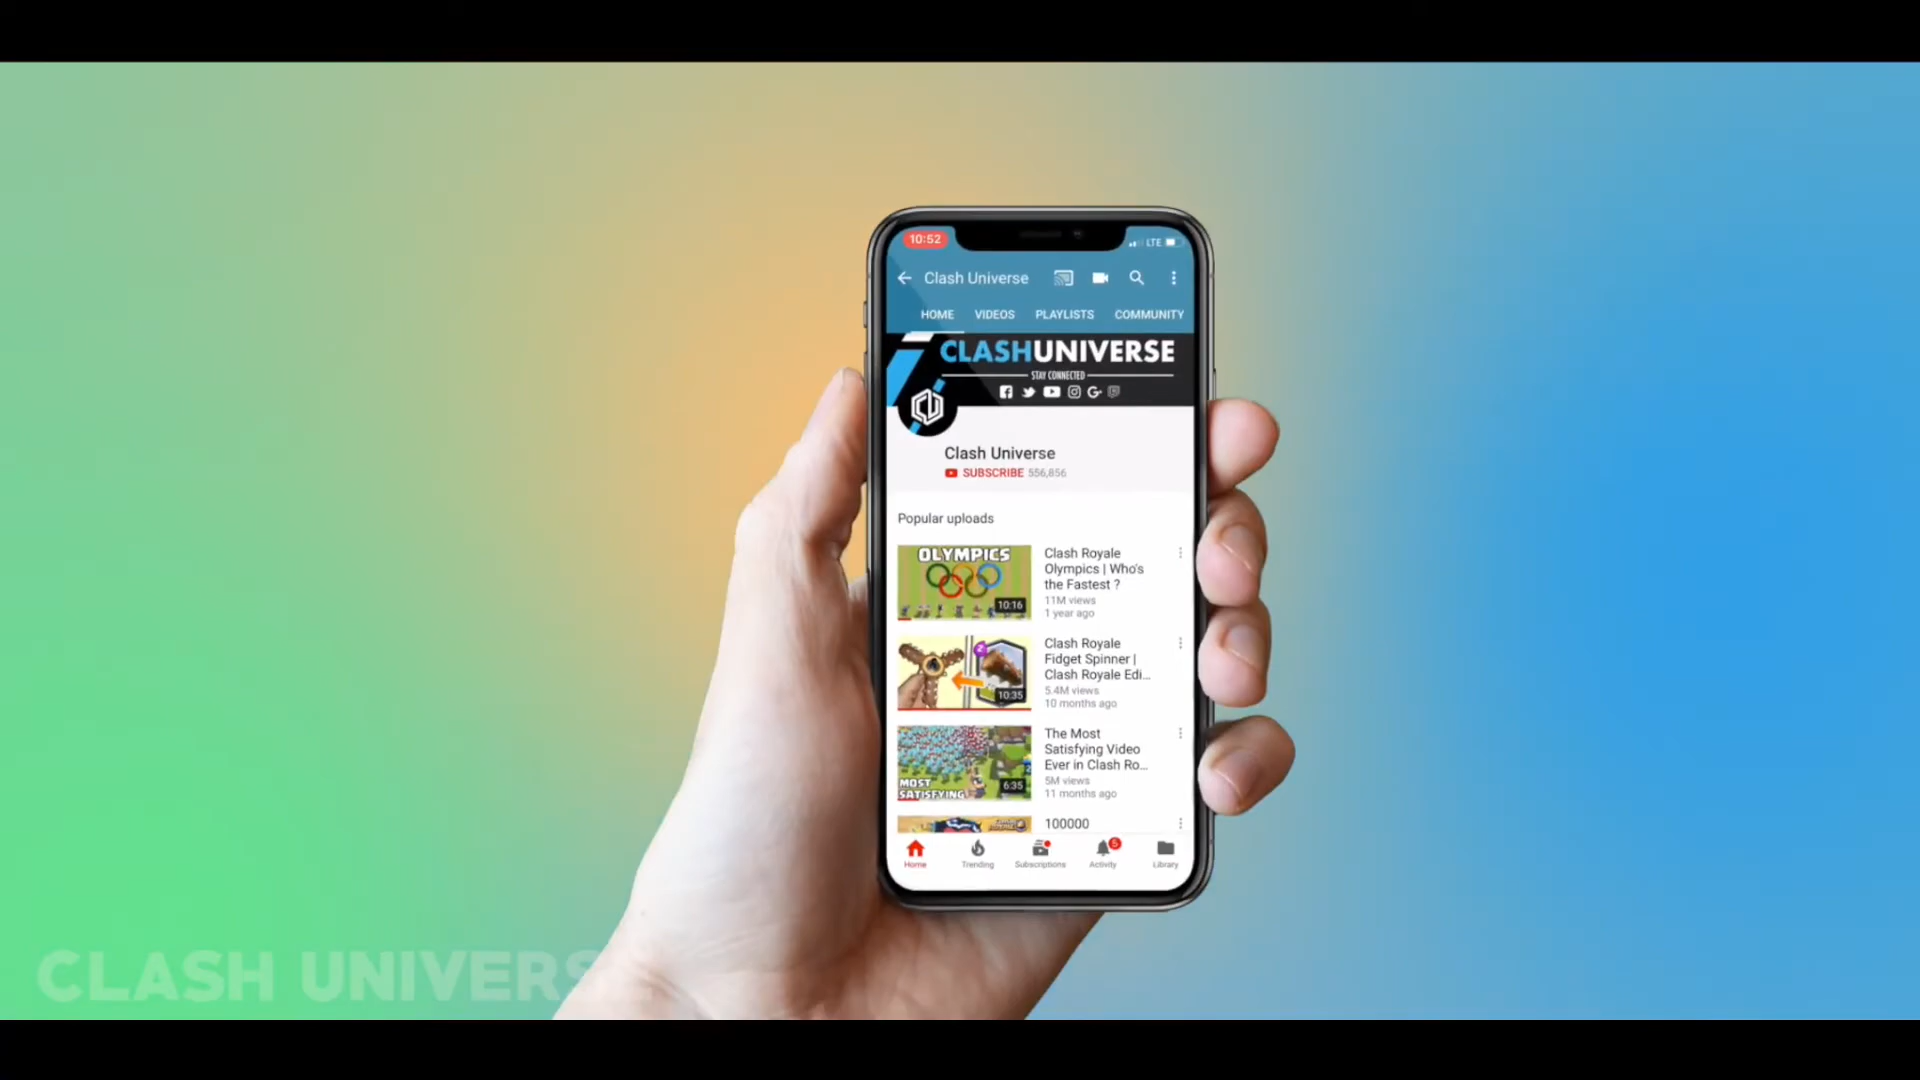 10:52
LTE
Clash Universe
HOME VIDEOS PLAYLISTS COMMUNITY
CLASHUNIVERSE
STAY CONNECTED
Clash Universe
SUBSCRIBE 556,856
Popular uploads
OLYMPICS
10:16
Clash Royale
Olympics | Who's
the Fastest ?
11M views
1 year ago
2
10:35
Clash Royale
Fidget Spinner |
Clash Royale Edi...
5.4M views
10 months ago
MOST
SATISFYING
6:35
The Most
Satisfying Video
Ever in Clash Ro...
5M views
11 months ago
100000
5
Home Trending Subscriptions Activity Library
CLASH UNIVERSE